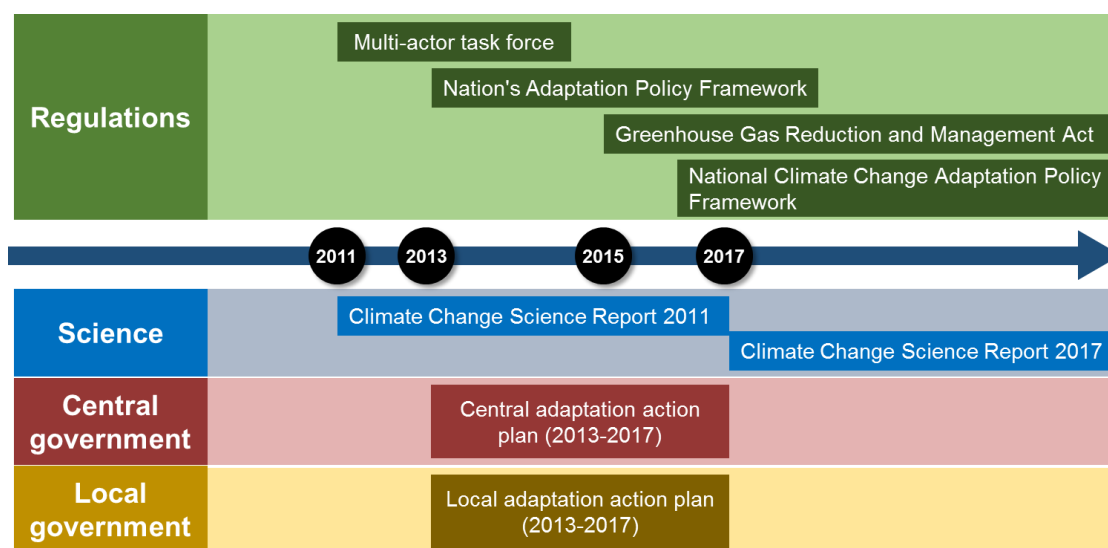 Multi-actor task force
Nation's Adaptation Policy Framework
Regulations
Greenhouse Gas Reduction and Management Act
National Climate Change Adaptation Policy
Framework
2011
2013
2015
2017
Science
Climate Change Science Report 2011
Climate Change Science Report 2017
Central
government
Central adaptation action
plan (2013-2017)
Local
government
Local adaptation action plan
(2013-2017)